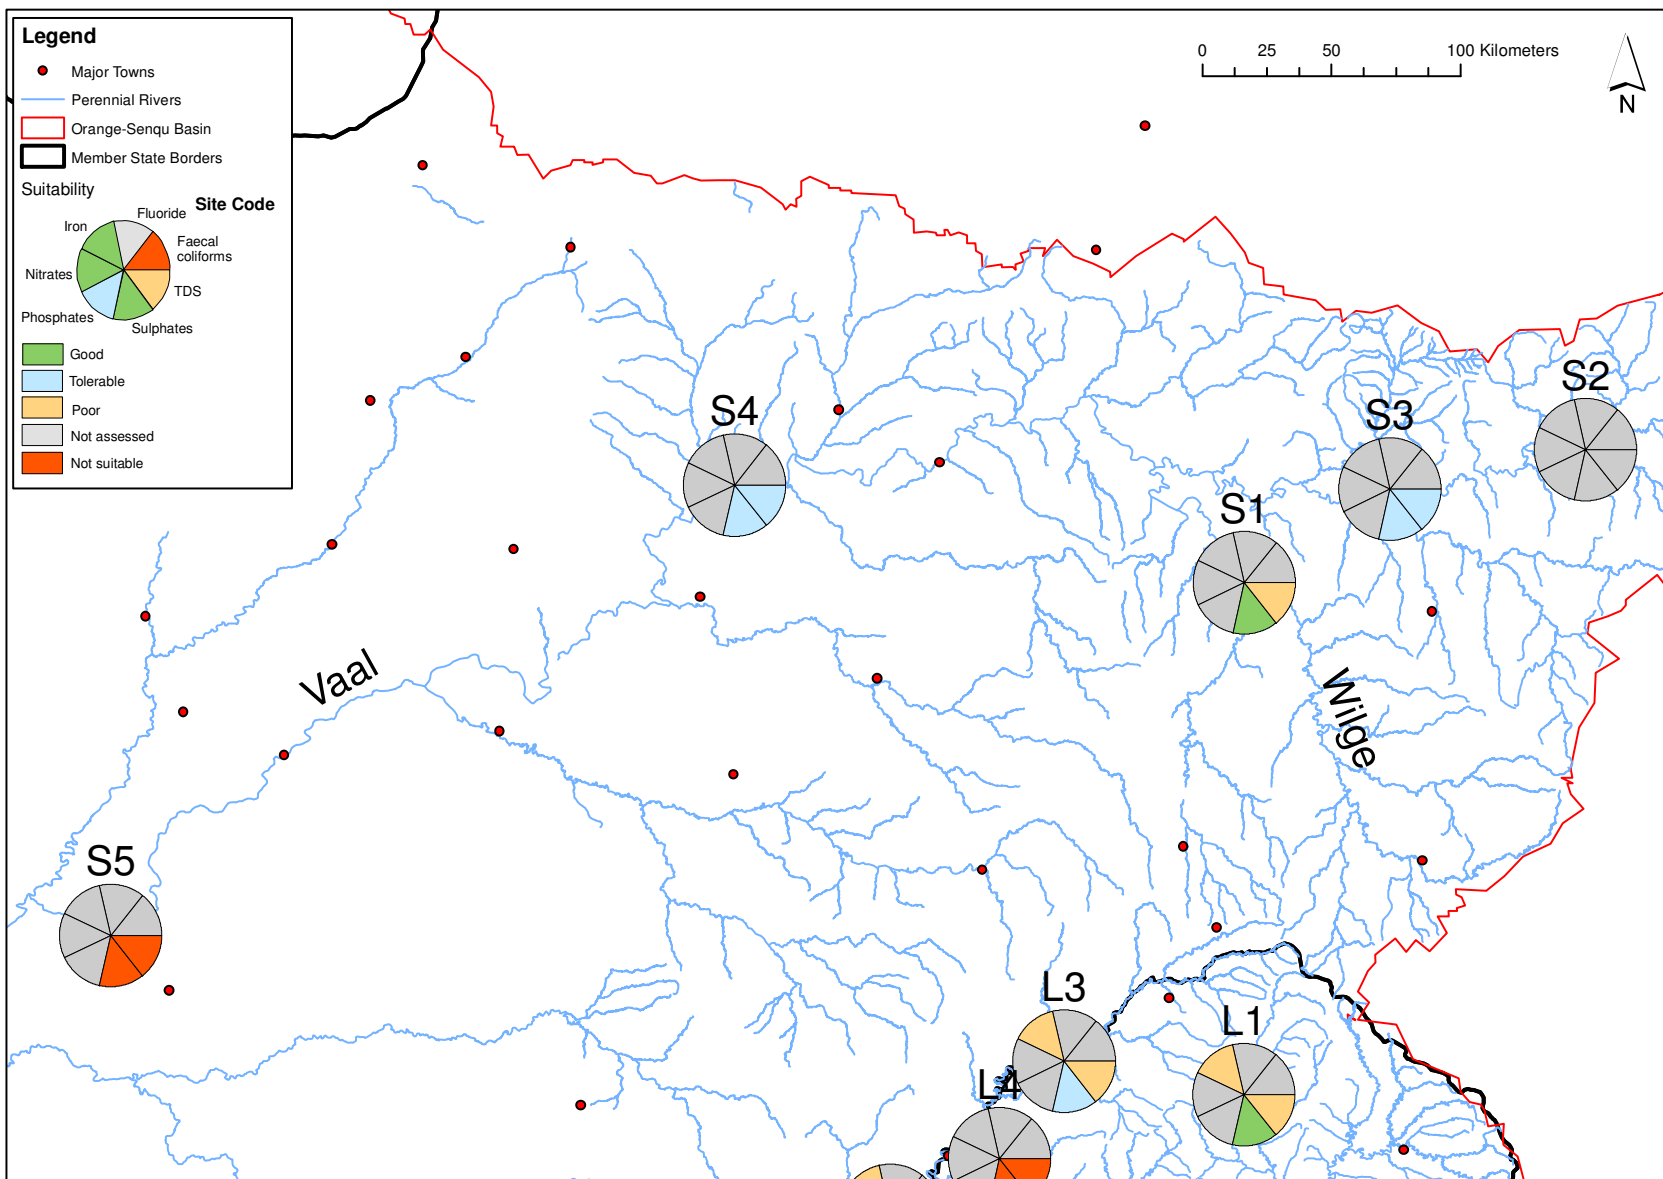 Legend
Major Towns
Perennial Rivers
Orange-Senqu Basin
Member State Borders
Suitability
Site Code
Fluoride
Iron
Faecal
coliforms
Nitrates
TDS
Phosphates
Sulphates
Good
Tolerable
Poor
Not assessed
Not suitable
0 25 50 100 Kilometers
N
S2
S4
S3
S1
Vaal
Wilge
S5
L3
L1
L4